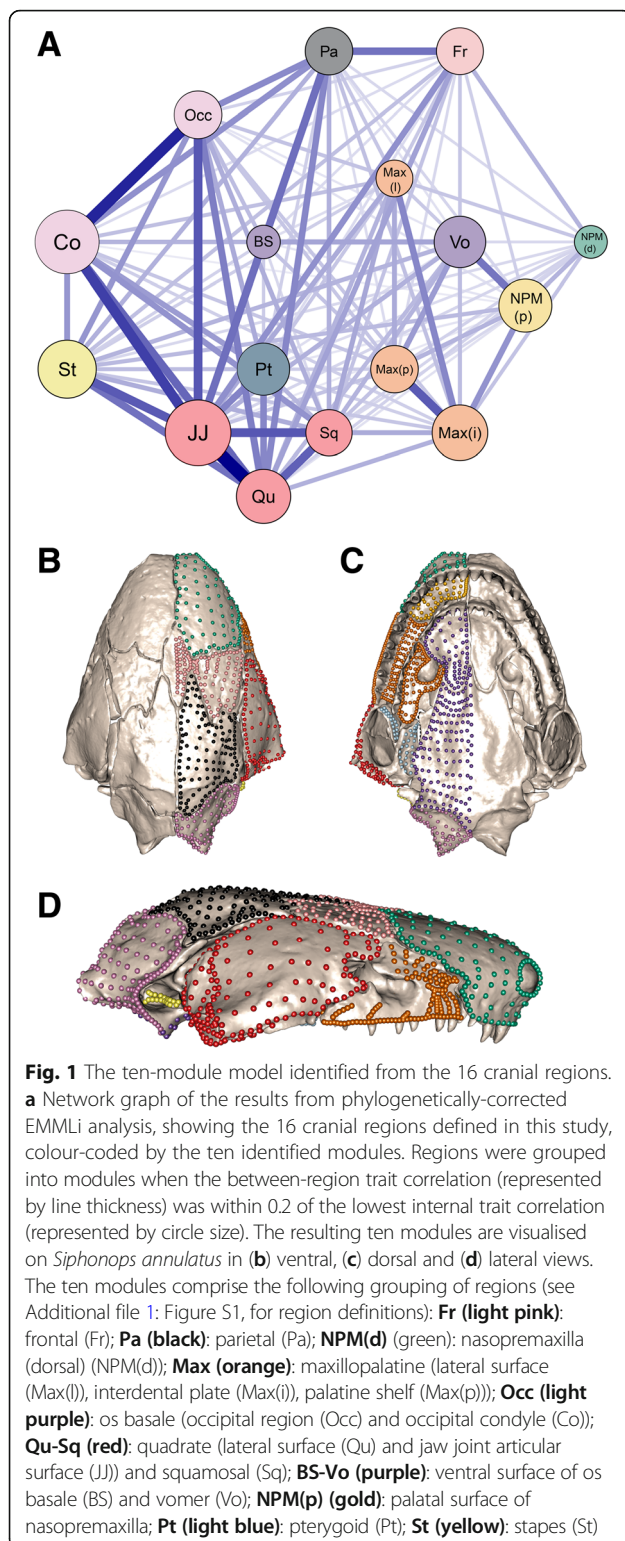 A
Pa
Fr
Occ
Max
(l)
Co
BS
Vo
NPM
(d)
NPM
(p)
St
Pt
Max(p)
JJ
Sq
Max(i)
Qu
B
C
D
Fig. 1 The ten-module model identified from the 16 cranial regions.
a Network graph of the results from phylogenetically-corrected
EMMLi analysis, showing the 16 cranial regions defined in this study,
colour-coded by the ten identified modules. Regions were grouped
into modules when the between-region trait correlation (represented
by line thickness) was within 0.2 of the lowest internal trait correlation
(represented by circle size). The resulting ten modules are visualised
on Siphonops annulatus in (b) ventral, (c) dorsal and (d) lateral views.
The ten modules comprise the following grouping of regions (see
Additional file 1: Figure S1, for region definitions): Fr (light pink):
frontal (Fr); Pa (black): parietal (Pa); NPM(d) (green): nasopremaxilla
(dorsal) (NPM(d)); Max (orange): maxillopalatine (lateral surface
(Max(l)), interdental plate (Max(i)), palatine shelf (Max(p))); Occ (light
purple): os basale (occipital region (Occ) and occipital condyle (Co));
Qu-Sq (red): quadrate (lateral surface (Qu) and jaw joint articular
surface (JJ)) and squamosal (Sq); BS-Vo (purple): ventral surface of os
basale (BS) and vomer (Vo); NPM(p) (gold): palatal surface of
nasopremaxilla; Pt (light blue): pterygoid (Pt); St (yellow): stapes (St)